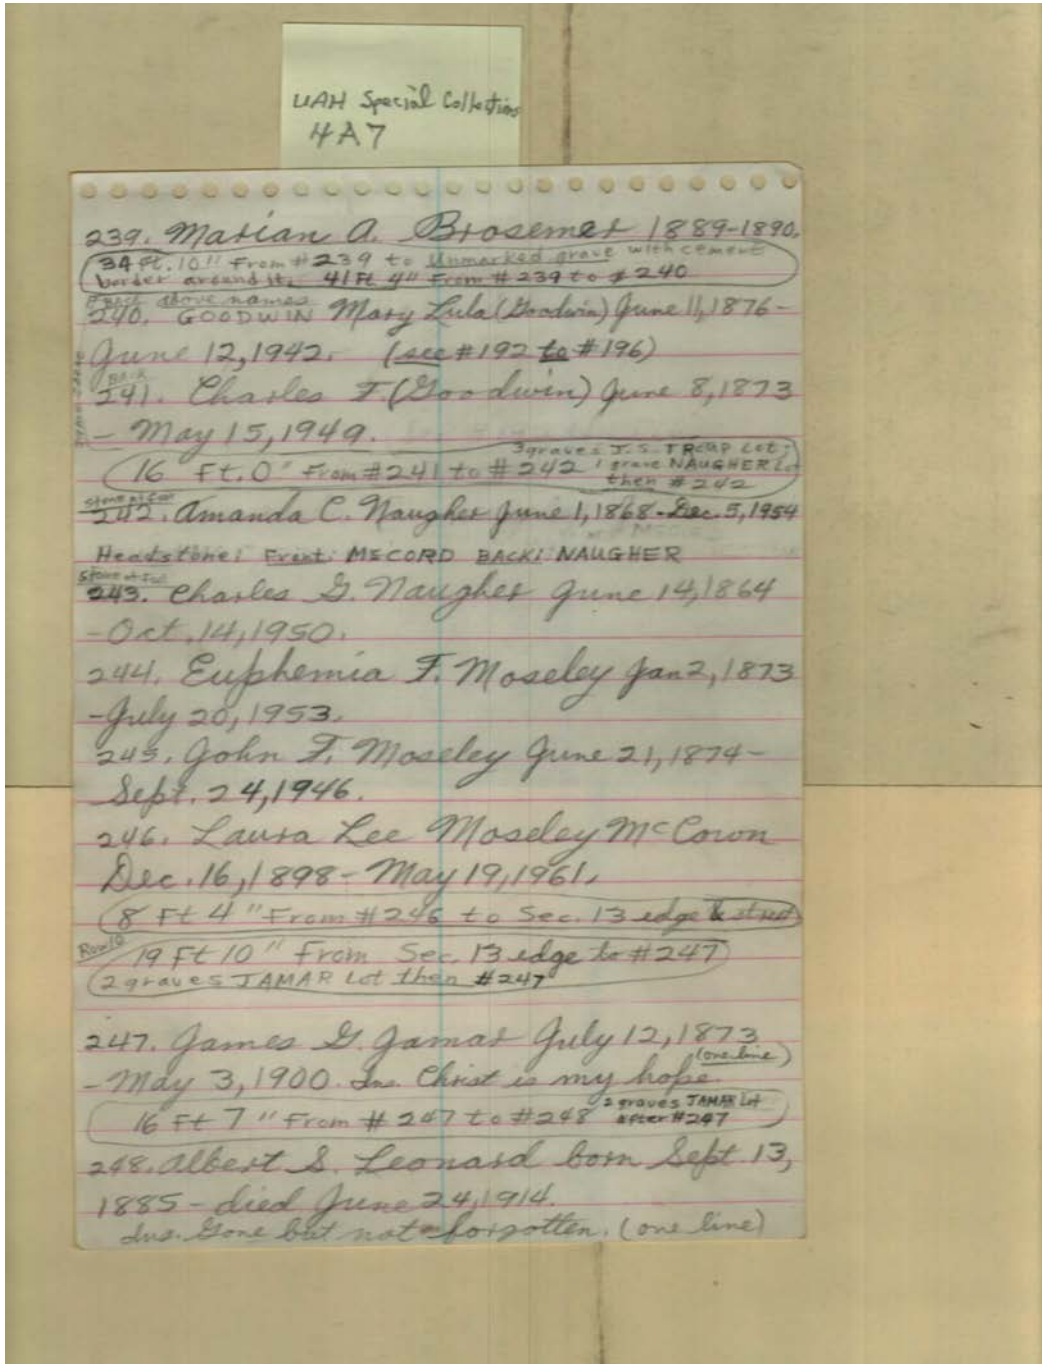 UAH Special Collections
4A7
239. Marian A. Brosemer 1889-1890.
34 Ft. 10" From #239 to Unmarked grave with cement
border around it. 41 Ft 4" From #239 to #240
BACK above names
240. GOODWIN Mary Lula (Goodwin) June 11, 1876-
June 12, 1942. (see #192 to #196)
BACK
241. Charles F. (Goodwin) June 8, 1873
- May 15, 1949.
3 graves J.S. TROUP Lot;
16 Ft. 0" From #241 to #242 1 grave NAUGHER Lot
then #242
242. Amanda C. Naugher June 1, 1868-Dec. 5, 1954
Headstone: Front: MCCORD BACK: NAUGHER
243. Charles G. Naugher June 14, 1864
-Oct. 14, 1950.
244. Euphemia F. Moseley Jan 2, 1873
-July 20, 1953.
245. John F. Moseley June 21, 1874-
Sept. 24, 1946.
246. Laura Lee Moseley McCown
Dec. 16, 1898-May 19, 1961.
8 Ft 4" From #246 to Sec. 13 edge & street
Row 10
19 Ft 10" From Sec. 13 edge to #247
2 graves JAMAR Lot then #247
247. James G. Jamar July 12, 1873
(one line)
-May 3, 1900. Ins. Christ is my hope.
2 graves JAMAR Lot
16 Ft 7" From #247 to #248 after #247
248. Albert S. Leonard born Sept. 13,
1885-died June 24, 1914.
Ins. Gone but not forgotten. (one line)